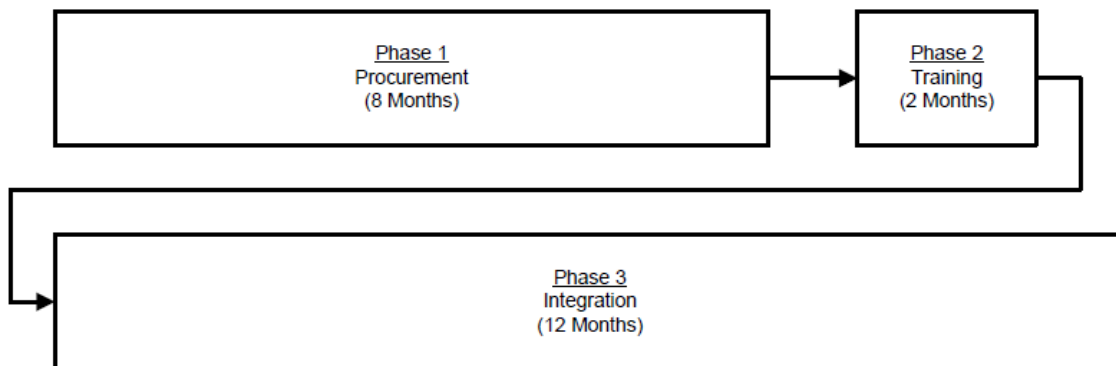 Phase 1
Procurement
(8 Months)
Phase 2
Training
(2 Months)
Phase 3
Integration
(12 Months)